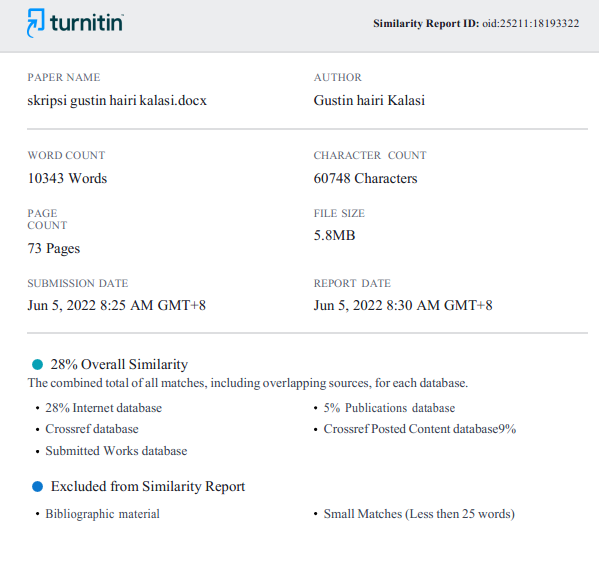 turnitin
Similarity Report ID: oid:25211:18193322
PAPER NAME
skripsi gustin hairi kalasi.docx
AUTHOR
Gustin hairi Kalasi
WORD COUNT
10343 Words
CHARACTER COUNT
60748 Characters
PAGE
COUNT
73 Pages
FILE SIZE
5.8MB
SUBMISSION DATE
Jun 5, 2022 8:25 AM GMT+8
REPORT DATE
Jun 5, 2022 8:30 AM GMT+8
28% Overall Similarity
The combined total of all matches, including overlapping sources, for each database.
• 28% Internet database
• 5% Publications database
• Crossref database
• Crossref Posted Content database9%
• Submitted Works database
Excluded from Similarity Report
• Bibliographic material
• Small Matches (Less then 25 words)